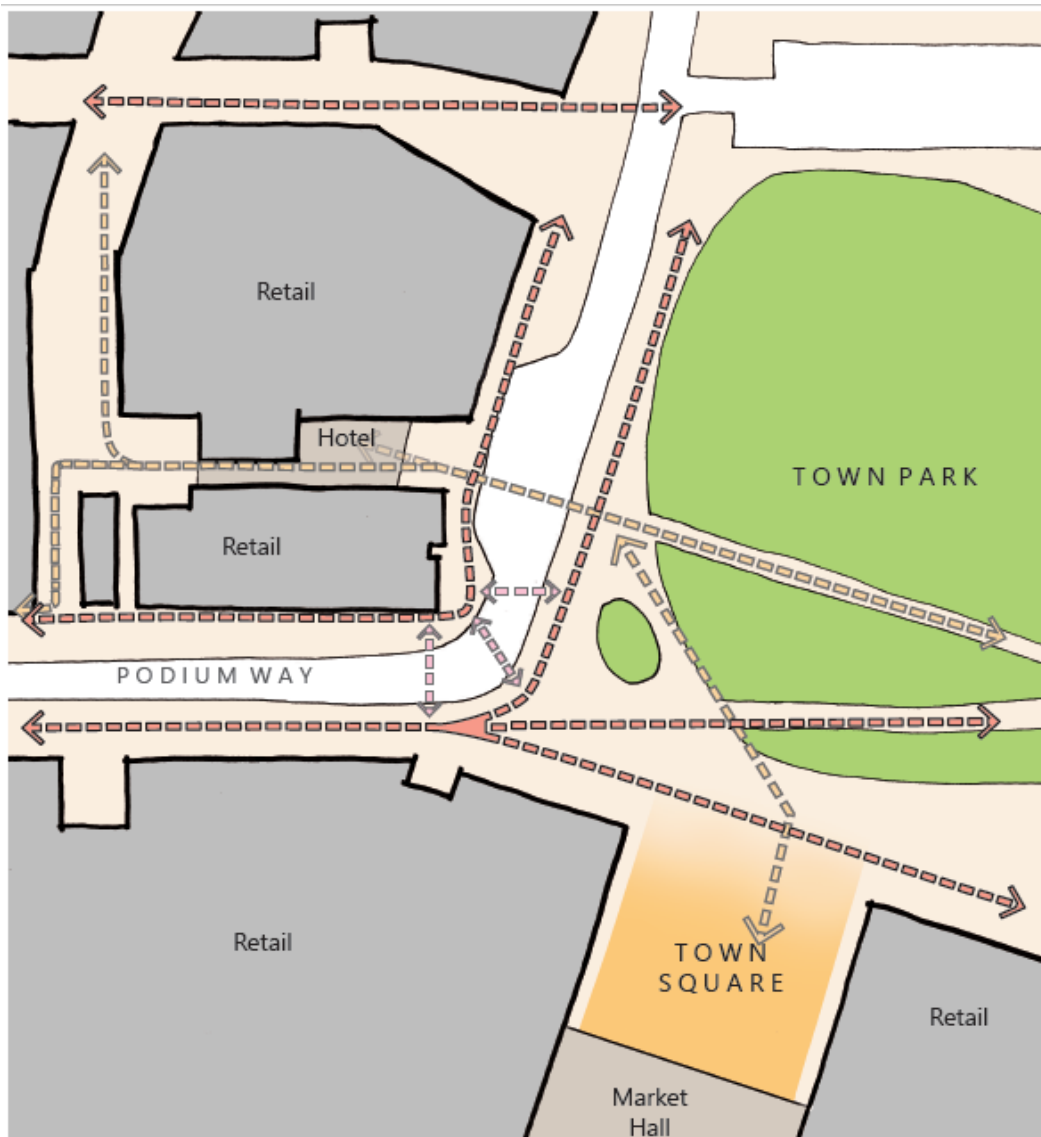 Retail
Hotel
TOWN PARK
Retail
PODIUM WAY
Retail
TOWN
SQUARE
Retail
Market
Hall